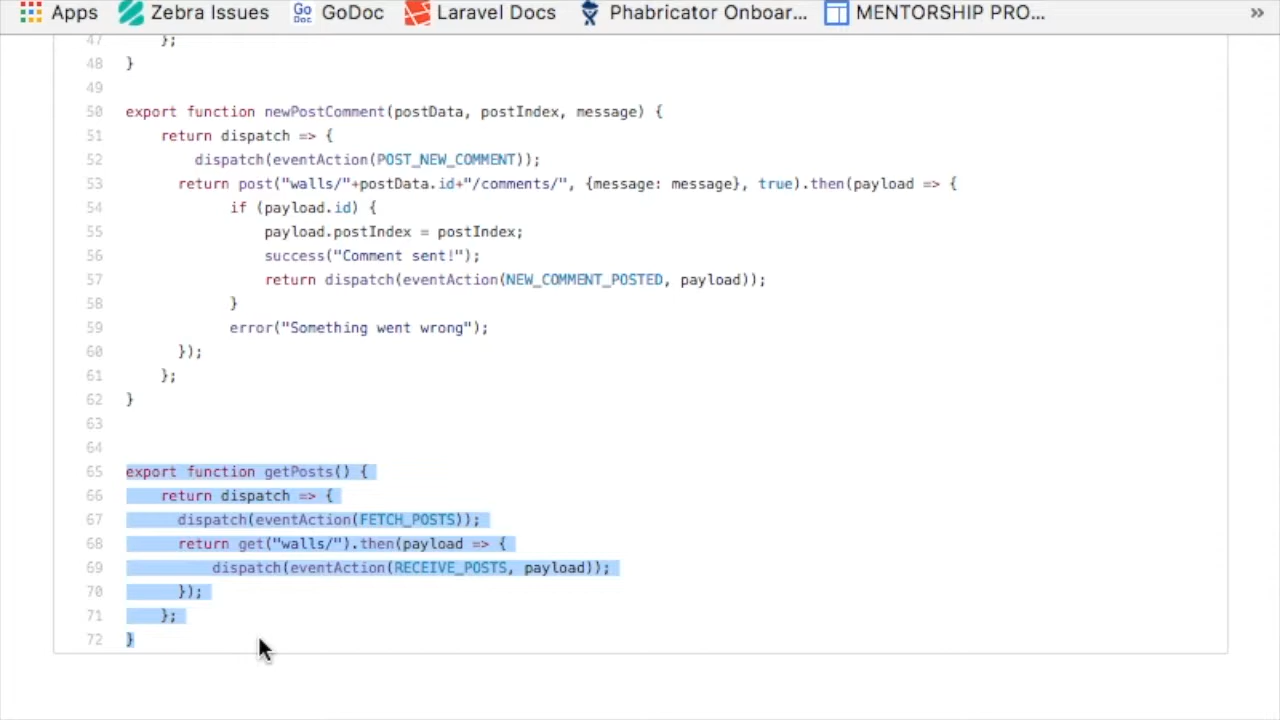 Apps Zebra Issues Go Doc GoDoc Laravel Docs Phabricator Onboar... MENTORSHIP PRO... »
47 };
48 }
49
50 export function newPostComment(postData, postIndex, message) {
51 return dispatch => {
52 dispatch(eventAction(POST_NEW_COMMENT));
53 return post("walls/"+postData.id+"/comments/", {message: message}, true).then(payload => {
54 if (payload.id) {
55 payload.postIndex = postIndex;
56 success("Comment sent!");
57 return dispatch(eventAction(NEW_COMMENT_POSTED, payload));
58 }
59 error("Something went wrong");
60 });
61 };
62 }
63
64
65 export function getPosts() {
66 return dispatch => {
67 dispatch(eventAction(FETCH_POSTS));
68 return get("walls/").then(payload => {
69 dispatch(eventAction(RECEIVE_POSTS, payload));
70 });
71 };
72 }